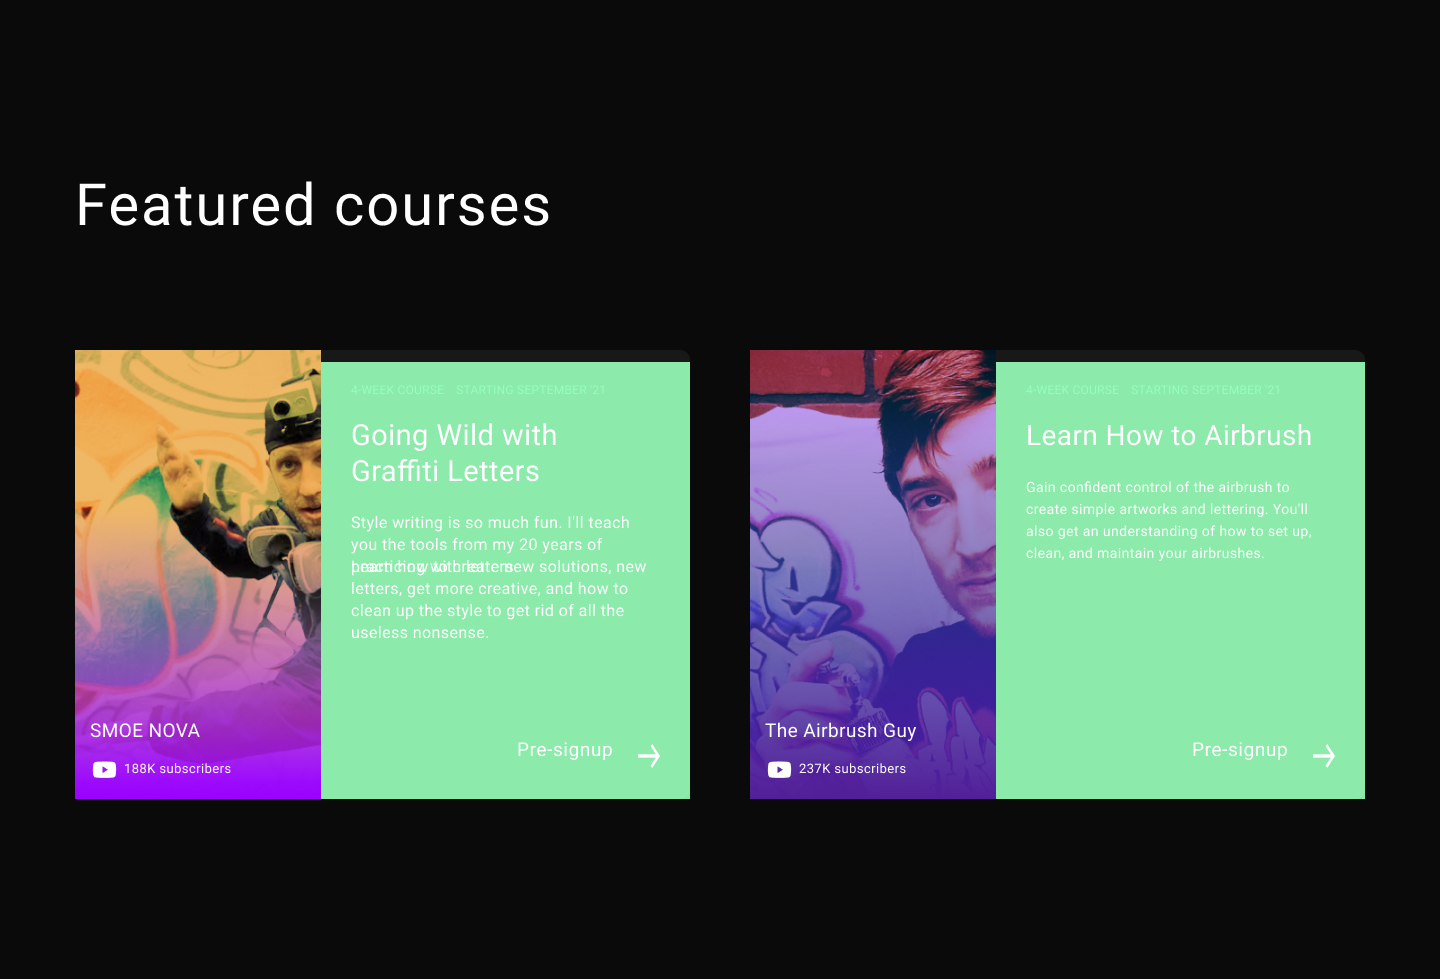 Featured courses
4-WEEK COURSE STARTING SEPTEMBER '21
Going Wild with
Graffiti Letters
Style writing is so much fun. I'll teach
you the tools from my 20 years of
practicing with letters.
Learn how to create new solutions, new
letters, get more creative, and how to
clean up the style to get rid of all the
useless nonsense.
SMOE NOVA
188K subscribers
Pre-signup
4-WEEK COURSE STARTING SEPTEMBER '21
Learn How to Airbrush
Gain confident control of the airbrush to
create simple artworks and lettering. You'll
also get an understanding of how to set up,
clean, and maintain your airbrushes.
The Airbrush Guy
237K subscribers
Pre-signup